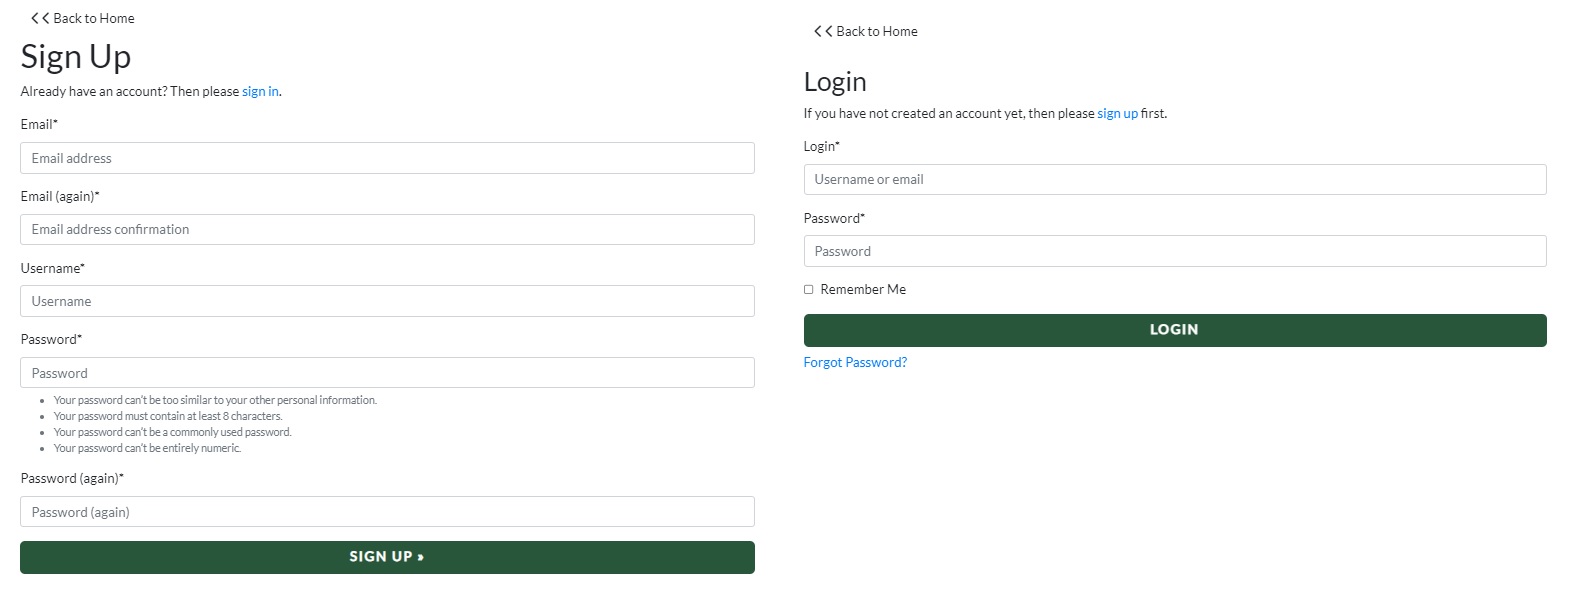 Back to Home
Sign Up
Already have an account? Then please sign in.
Email*
Email address
Email (again)*
Email address confirmation
Username*
Username
Password*
Password
Your password can't be too similar to your other personal information.
Your password must contain at least 8 characters.
Your password can't be a commonly used password.
Your password can't be entirely numeric.
Password (again)*
Password (again)
SIGN UP »
Back to Home
Login
If you have not created an account yet, then please sign up first.
Login*
Username or email
Password*
Password
Remember Me
LOGIN
Forgot Password?